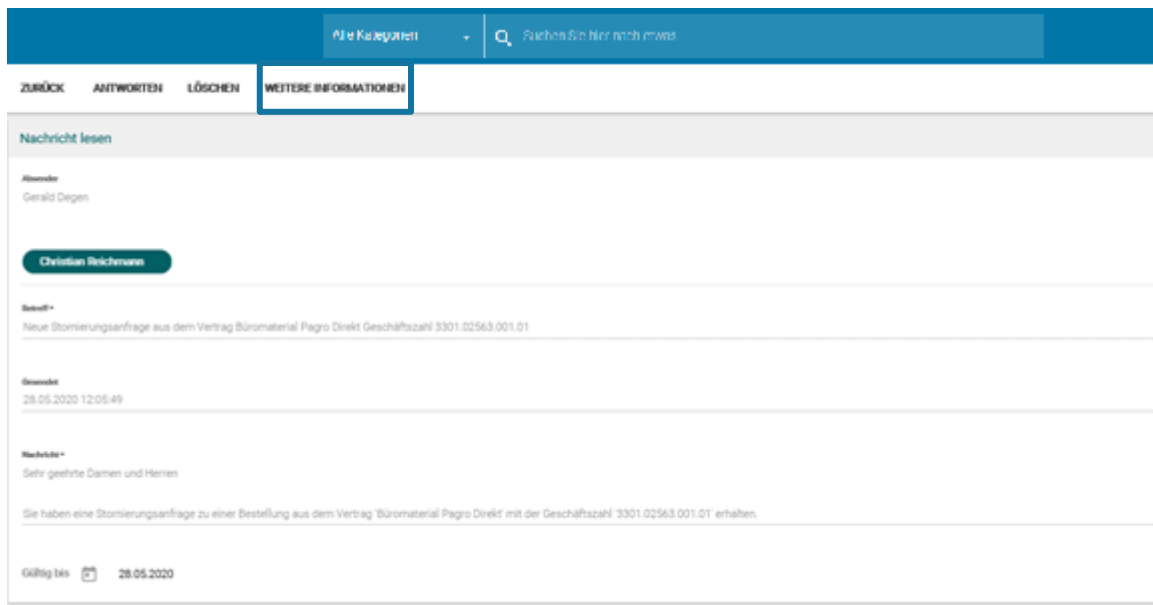 Alle Kategorien
Suchen Sie hier nach etwas
ZURÜCK ANTWORTEN LÖSCHEN WEITERE INFORMATIONEN
Nachricht lesen
Absender
Gerald Degen
Christian Reichmann
Betreff *
Neue Stornierungsanfrage aus dem Vertrag Büromaterial Pagro Direkt Geschäftszahl 3301.02563.001.01
Gesendet
28.05.2020 12:05:49
Nachricht *
Sehr geehrte Damen und Herren
Sie haben eine Stornierungsanfrage zu einer Bestellung aus dem Vertrag 'Büromaterial Pagro Direkt' mit der Geschäftszahl '3301.02563.001.01' erhalten.
Gültig bis 28.05.2020